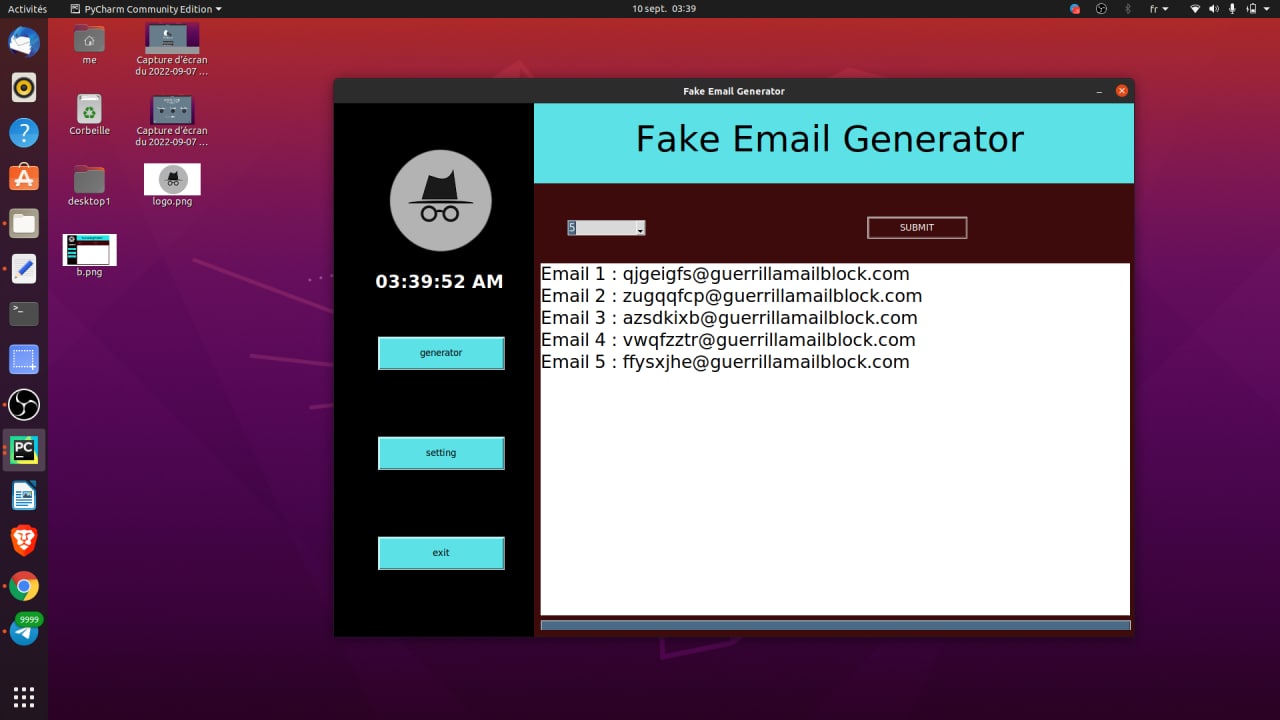 Activités
PyCharm Community Edition
10 sept. 03:39
fr
me
Capture d'écran
du 2022-09-07 ...
Corbeille
Capture d'écran
du 2022-09-07 ...
desktop1
logo.png
b.png
PC
9999
Fake Email Generator
Fake Email Generator
5
SUBMIT
03:39:52 AM
generator
setting
exit
Email 1 : qjgeigfs@guerrillamailblock.com
Email 2 : zugqqfcp@guerrillamailblock.com
Email 3 : azsdkixb@guerrillamailblock.com
Email 4 : vwqfzztr@guerrillamailblock.com
Email 5 : ffysxjhe@guerrillamailblock.com